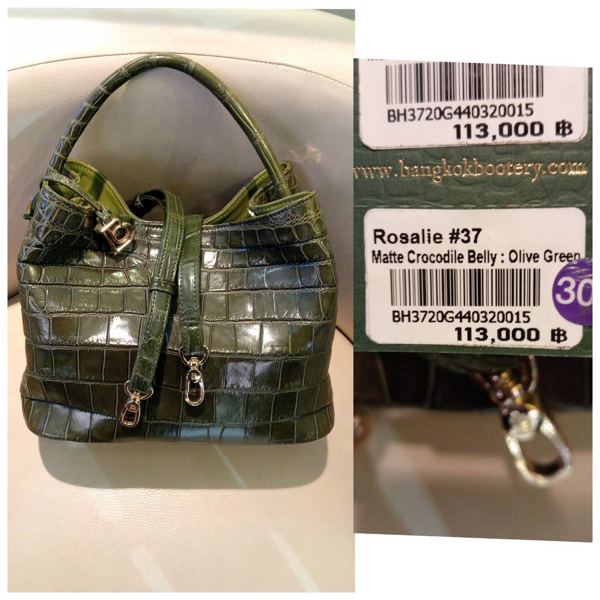 BH3720G440320015
113,000 ฿
www.bangkokbootery.com
Rosalie #37
Matte Crocodile Belly : Olive Green
30
BH3720G440320015
113,000 ฿